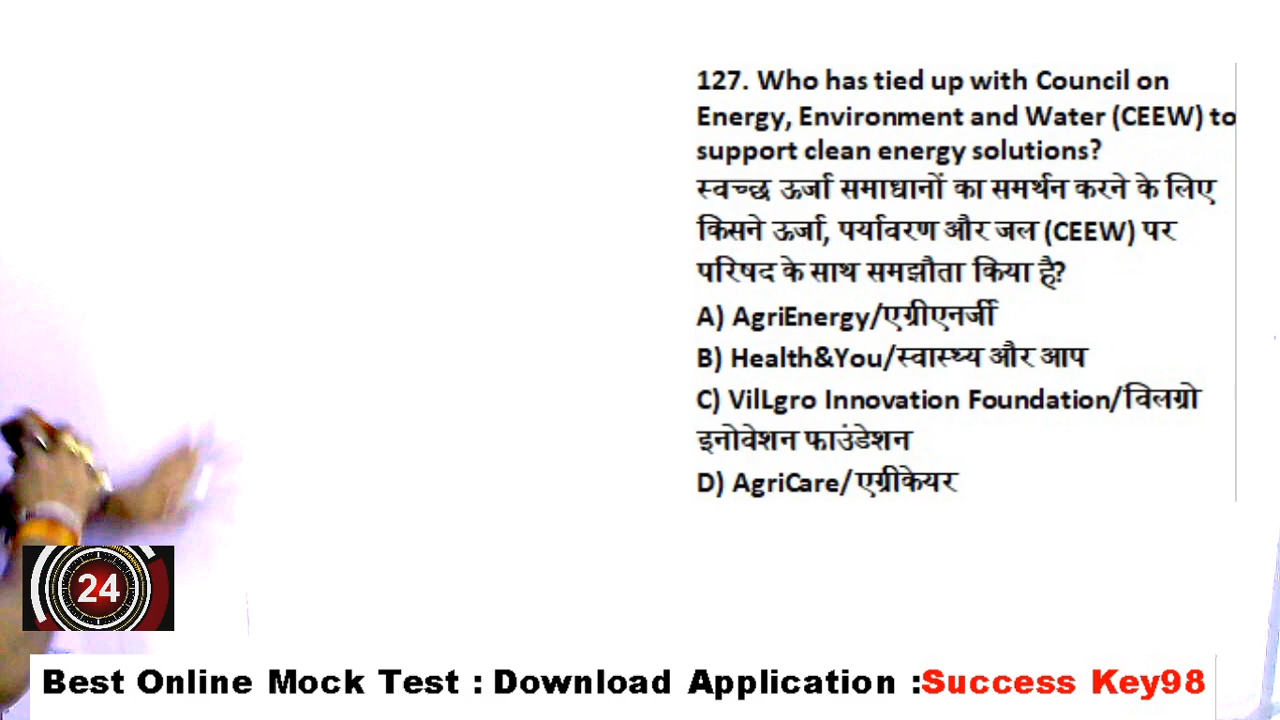 127. Who has tied up with Council on
Energy, Environment and Water (CEEW) to
support clean energy solutions?
स्वच्छ ऊर्जा समाधानों का समर्थन करने के लिए
किसने ऊर्जा, पर्यावरण और जल (CEEW) पर
परिषद के साथ समझौता किया है?
A) AgriEnergy/एग्रीएनर्जी
B) Health&You/स्वास्थ्य और आप
C) VilLgro Innovation Foundation/विलग्रो
इनोवेशन फाउंडेशन
D) AgriCare/एग्रीकेयर
24
Best Online Mock Test : Download Application :Success Key98